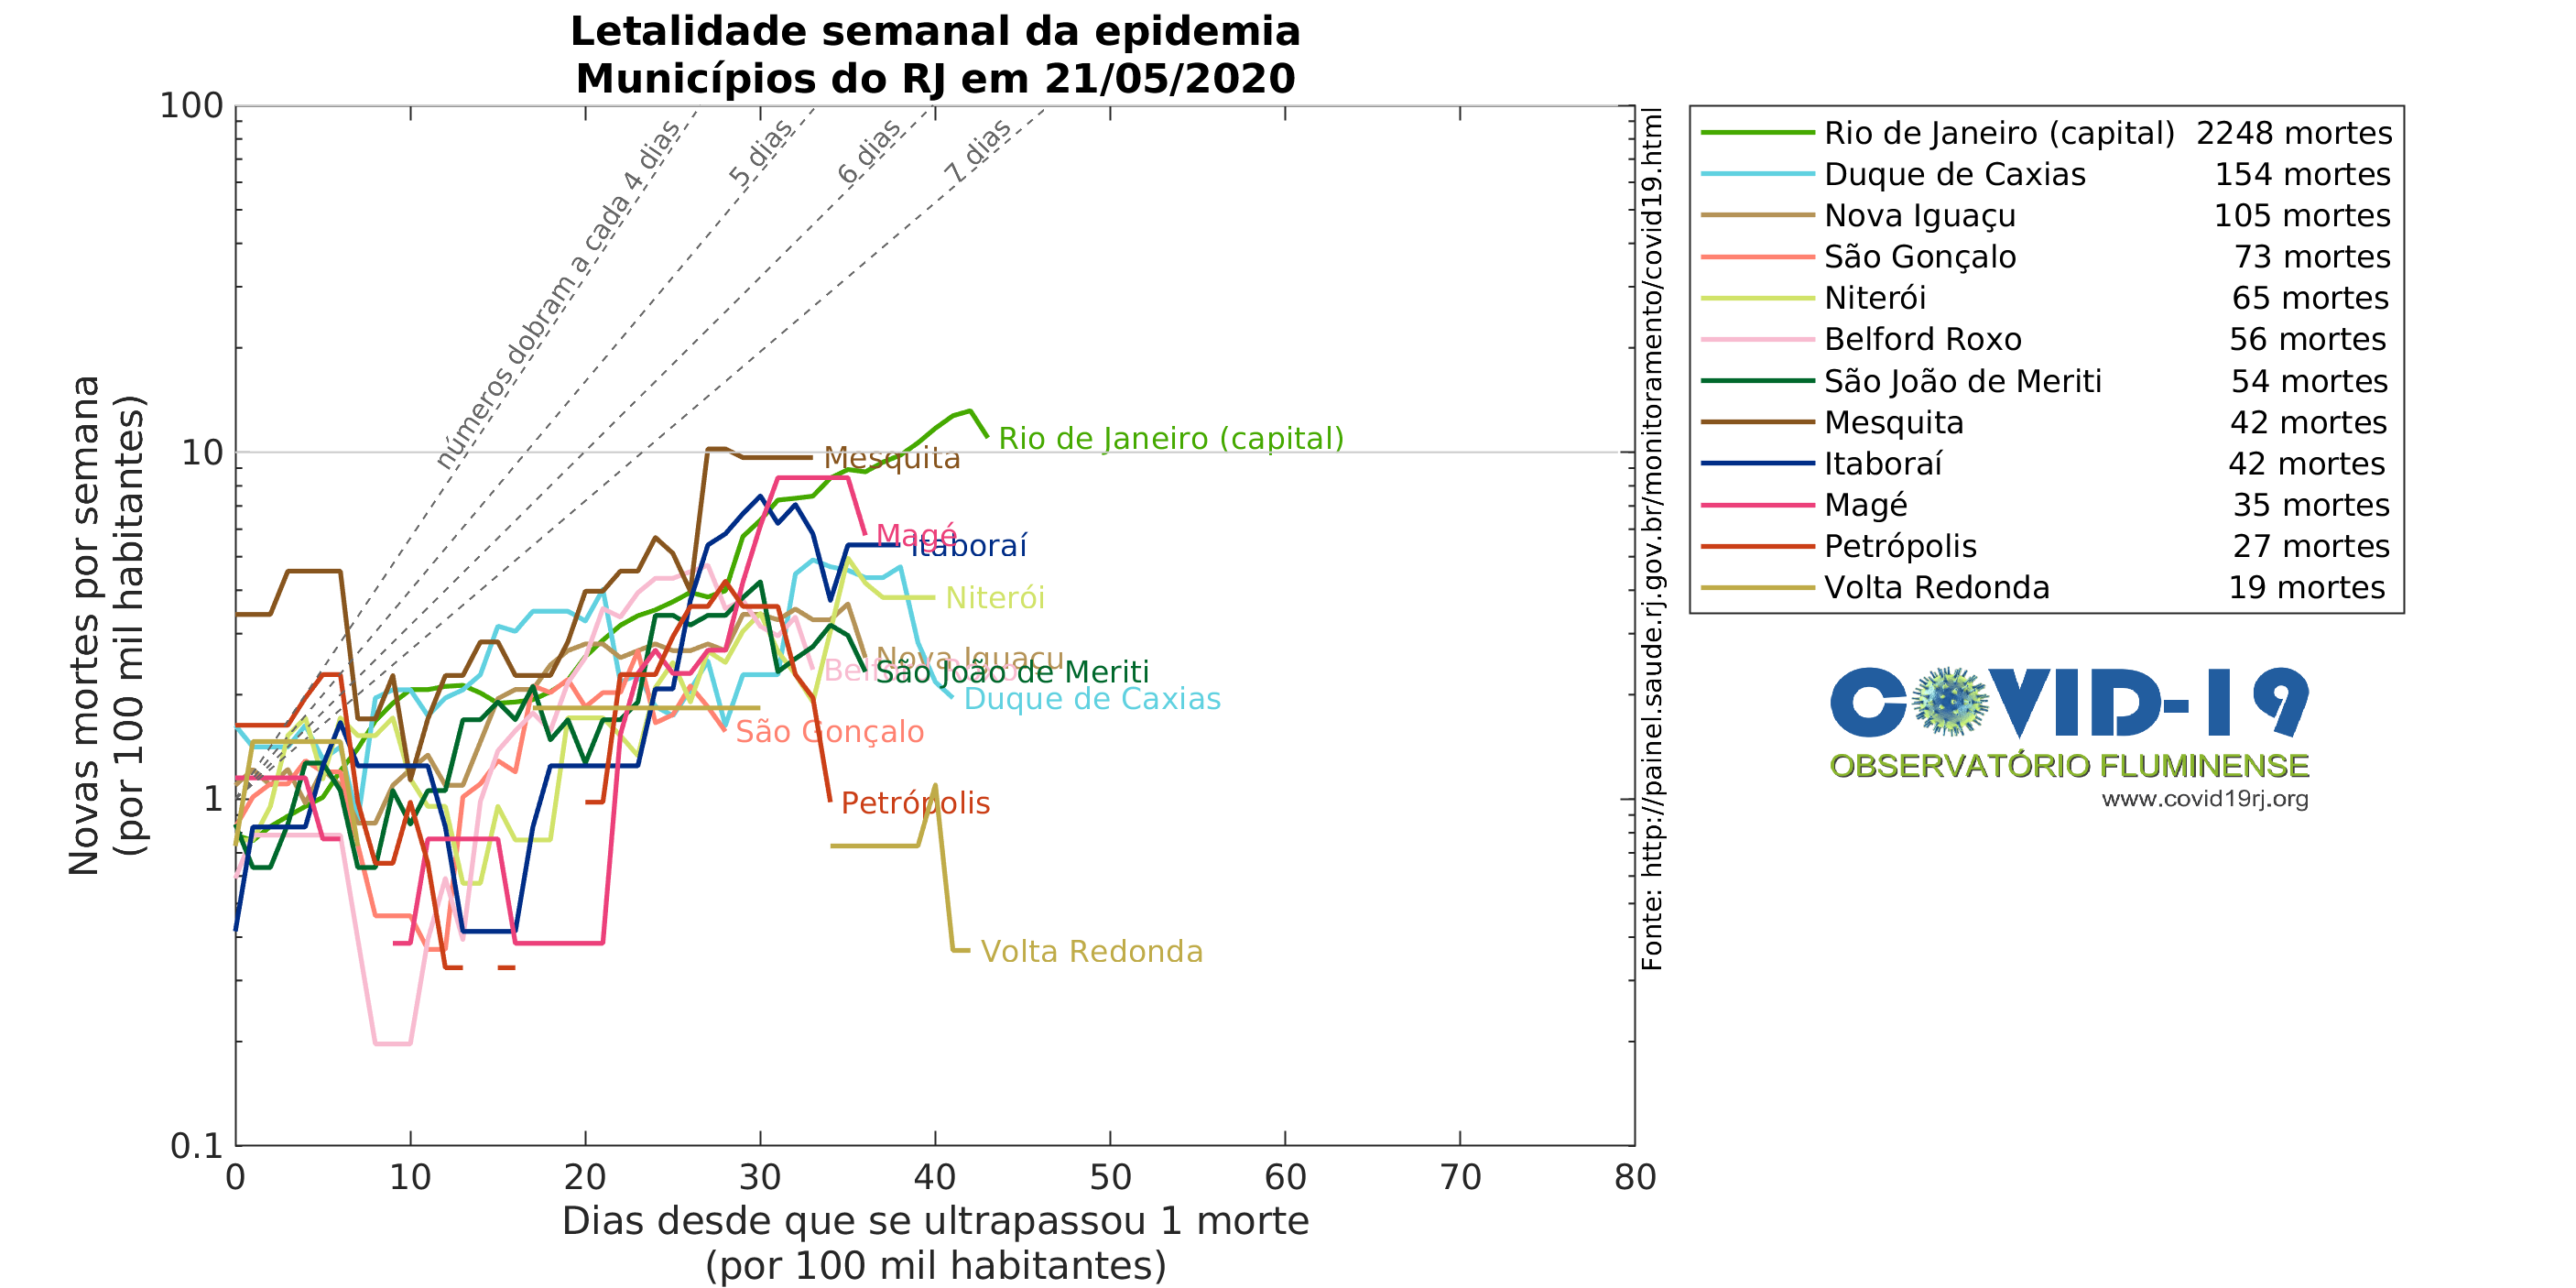 Letalidade semanal da epidemia
Municípios do RJ em 21/05/2020
Novas mortes por semana
(por 100 mil habitantes)
100
10
1
0.1
0
10
20
30
40
50
60
70
80
Dias desde que se ultrapassou 1 morte
(por 100 mil habitantes)
números dobram a cada 4 dias
5 dias
6 dias
7 dias
Rio de Janeiro (capital)
Mesquita
Magé
Itaboraí
Niterói
Nova Iguaçu
Belford Roxo
São João de Meriti
Duque de Caxias
São Gonçalo
Petrópolis
Volta Redonda
Fonte: http://painel.saude.rj.gov.br/monitoramento/covid19.html
Rio de Janeiro (capital) 2248 mortes
Duque de Caxias 154 mortes
Nova Iguaçu 105 mortes
São Gonçalo 73 mortes
Niterói 65 mortes
Belford Roxo 56 mortes
São João de Meriti 54 mortes
Mesquita 42 mortes
Itaboraí 42 mortes
Magé 35 mortes
Petrópolis 27 mortes
Volta Redonda 19 mortes
COVID-19
OBSERVATÓRIO FLUMINENSE
www.covid19rj.org